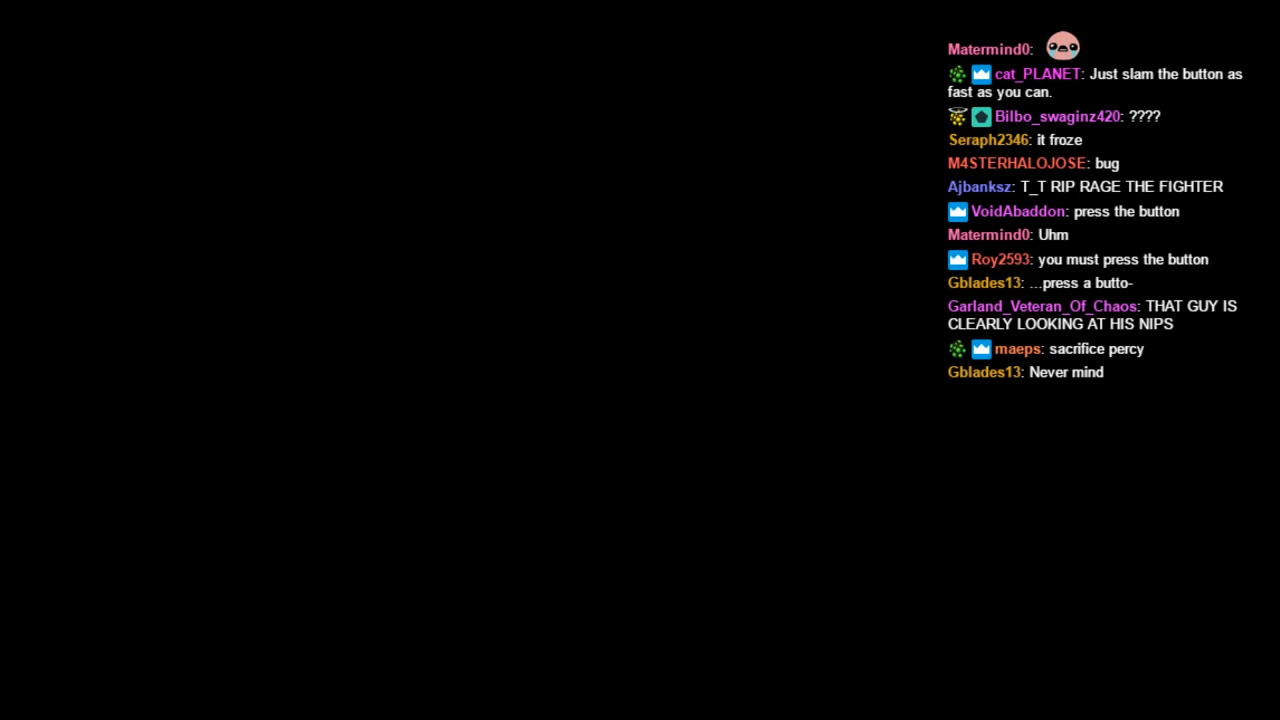 Matermind0:
cat_PLANET: Just slam the button as
fast as you can.
Bilbo_swaginz420: ????
Seraph2346: it froze
M4STERHALOJOSE: bug
Ajbanksz: T_T RIP RAGE THE FIGHTER
VoidAbaddon: press the button
Matermind0: Uhm
Roy2593: you must press the button
Gblades13: ...press a butto-
Garland_Veteran_Of_Chaos: THAT GUY IS
CLEARLY LOOKING AT HIS NIPS
maeps: sacrifice percy
Gblades13: Never mind